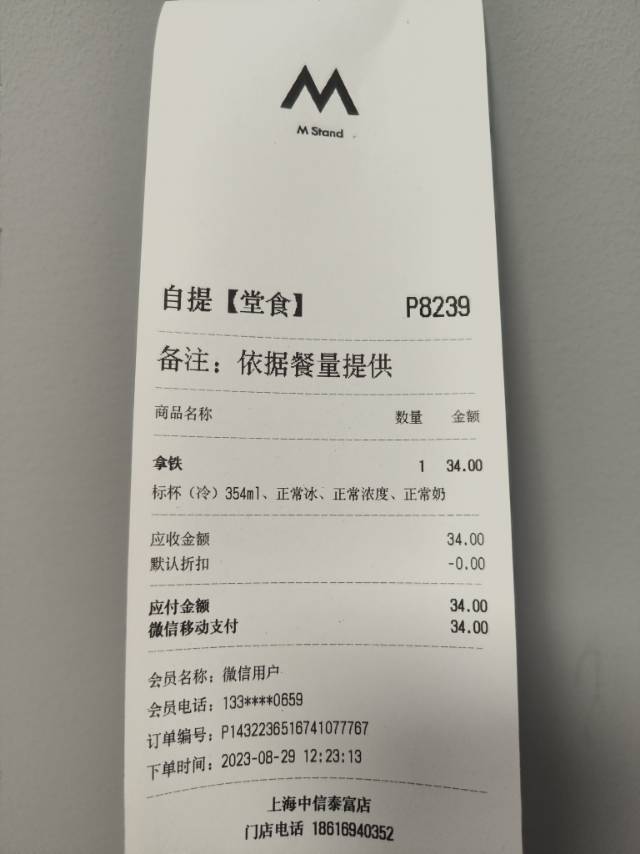 M Stand
自提【堂食】 P8239
备注：依据餐量提供
商品名称 数量 金额
拿铁 1 34.00
标杯（冷）354ml、正常冰、正常浓度、正常奶
应收金额 34.00
默认折扣 -0.00
应付金额 34.00
微信移动支付 34.00
会员名称：微信用户
会员电话：133****0659
订单编号：P1432236516741077767
下单时间：2023-08-29 12:23:13
上海中信泰富店
门店电话 18616940352